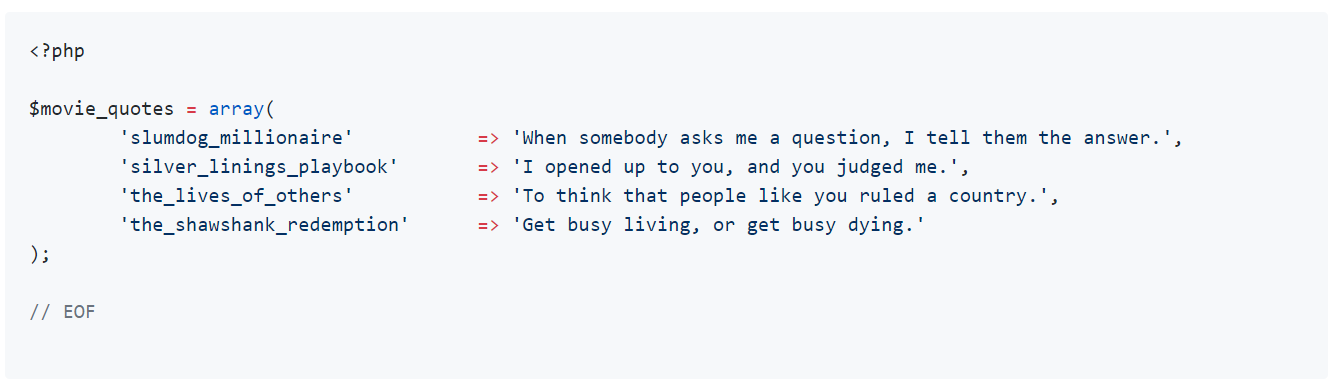 <?php
$movie_quotes = array(
'slumdog_millionaire' => 'When somebody asks me a question, I tell them the answer.',
'silver_linings_playbook' => 'I opened up to you, and you judged me.',
'the_lives_of_others' => 'To think that people like you ruled a country.',
'the_shawshank_redemption' => 'Get busy living, or get busy dying.'
);
// EOF